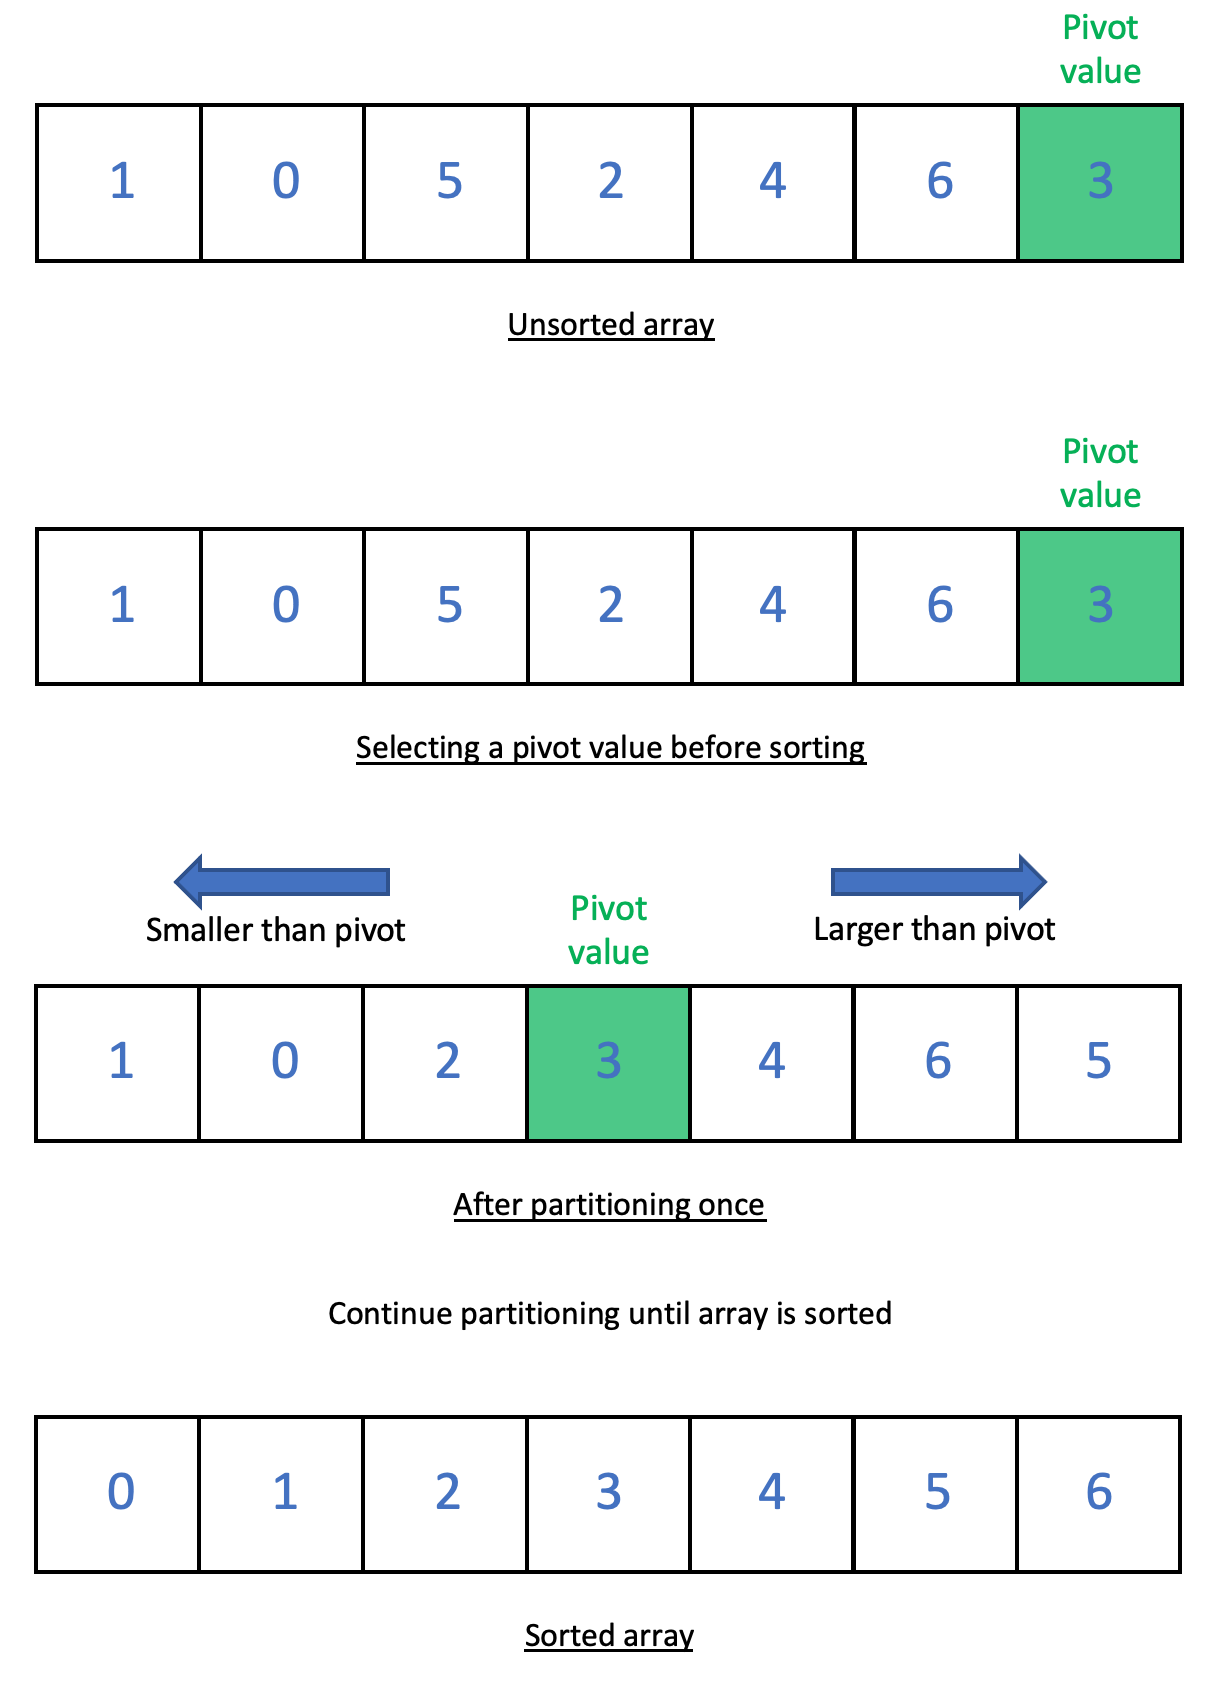 Pivot
value
1 0 5 2 4 6 3
Unsorted array
Pivot
value
1 0 5 2 4 6 3
Selecting a pivot value before sorting
Smaller than pivot
Pivot
value
Larger than pivot
1 0 2 3 4 6 5
After partitioning once
Continue partitioning until array is sorted
0 1 2 3 4 5 6
Sorted array